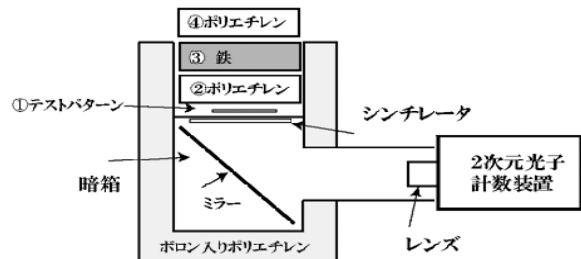 ④ポリエチレン
③ 鉄
②ポリエチレン
①テストパターン
シンチレータ
2次元光子
計数装置
暗箱
ミラー
レンズ
ボロン入りポリエチレン